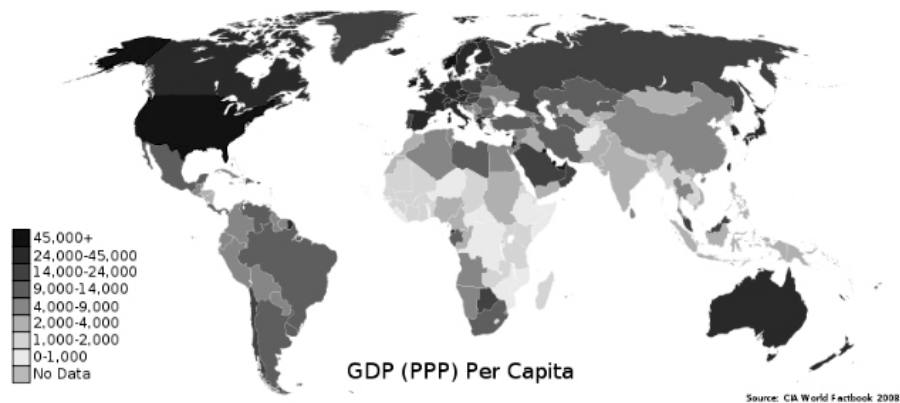 45,000+
24,000-45,000
14,000-24,000
9,000-14,000
4,000-9,000
2,000-4,000
1,000-2,000
0-1,000
No Data
GDP (PPP) Per Capita
Source: CIA World Factbook 2008